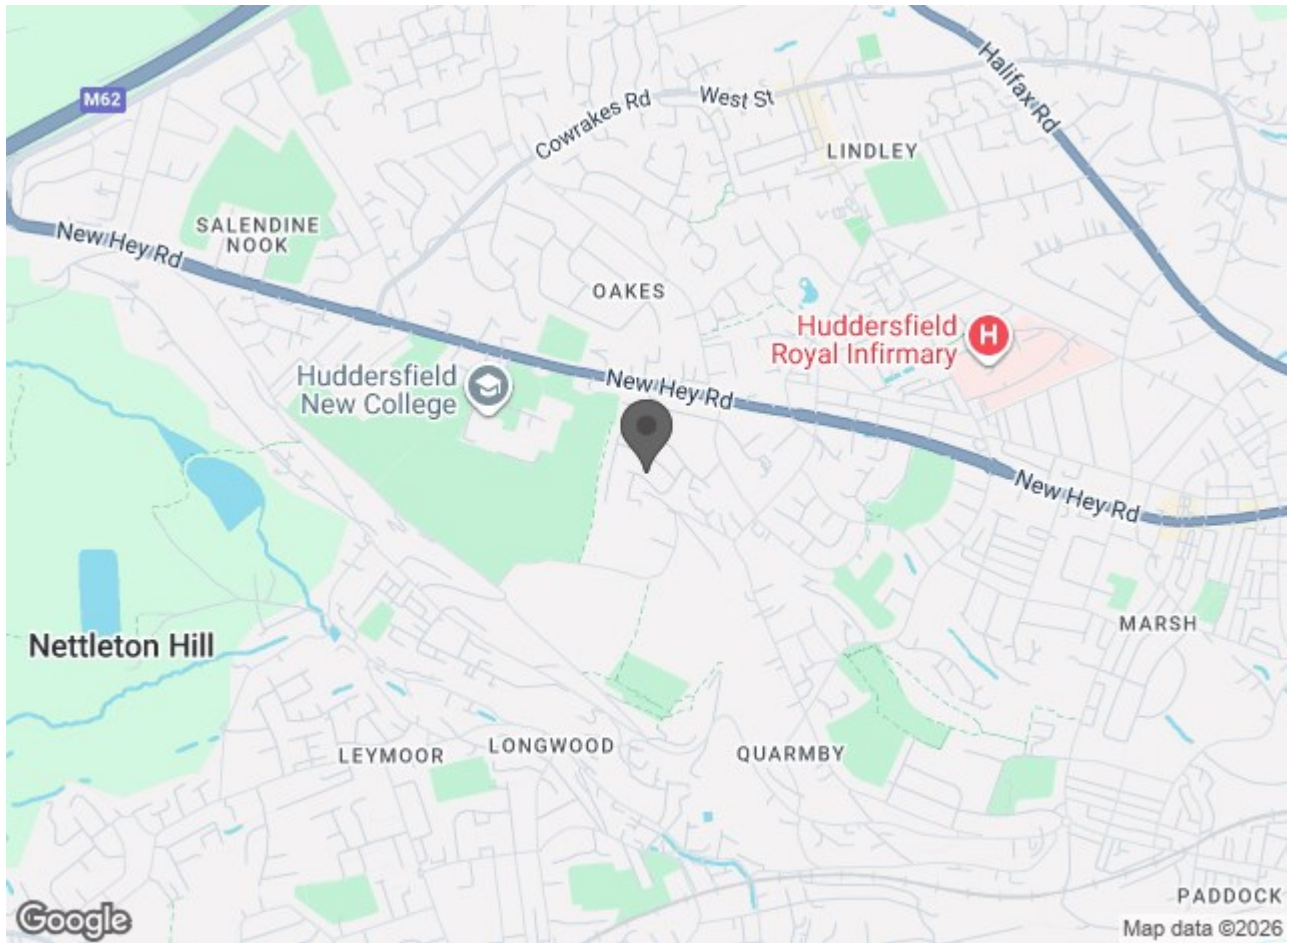 M62
Cowrakes Rd
West St
Halifax Rd
LINDLEY
SALENDINE
NOOK
New Hey Rd
OAKES
Huddersfield
Royal Infirmary
H
Huddersfield
New College
New Hey Rd
New Hey Rd
MARSH
Nettleton Hill
LEYMOOR
LONGWOOD
QUARMBY
PADDOCK
Google
Map data ©2026